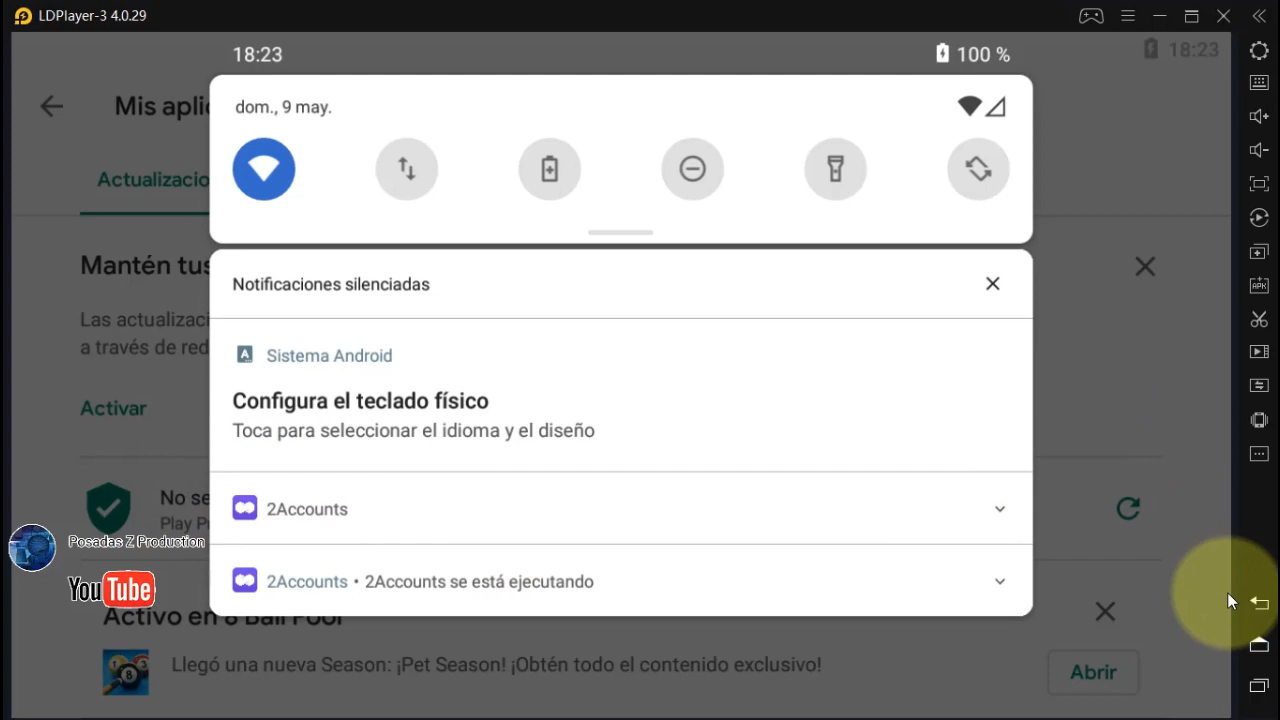 LDPlayer-3 4.0.29
18:23
100 %
18:23
dom., 9 may.
Mis aplic
Actualizacio
Mantén tus
Las actualizaci
a través de red
Activar
Notificaciones silenciadas
Sistema Android
Configura el teclado físico
Toca para seleccionar el idioma y el diseño
2Accounts
2Accounts • 2Accounts se está ejecutando
No se
Play Pr
Posadas Z Production
YouTube
Activo en 8 Ball Pool
Llegó una nueva Season: ¡Pet Season! ¡Obtén todo el contenido exclusivo!
Abrir
APK